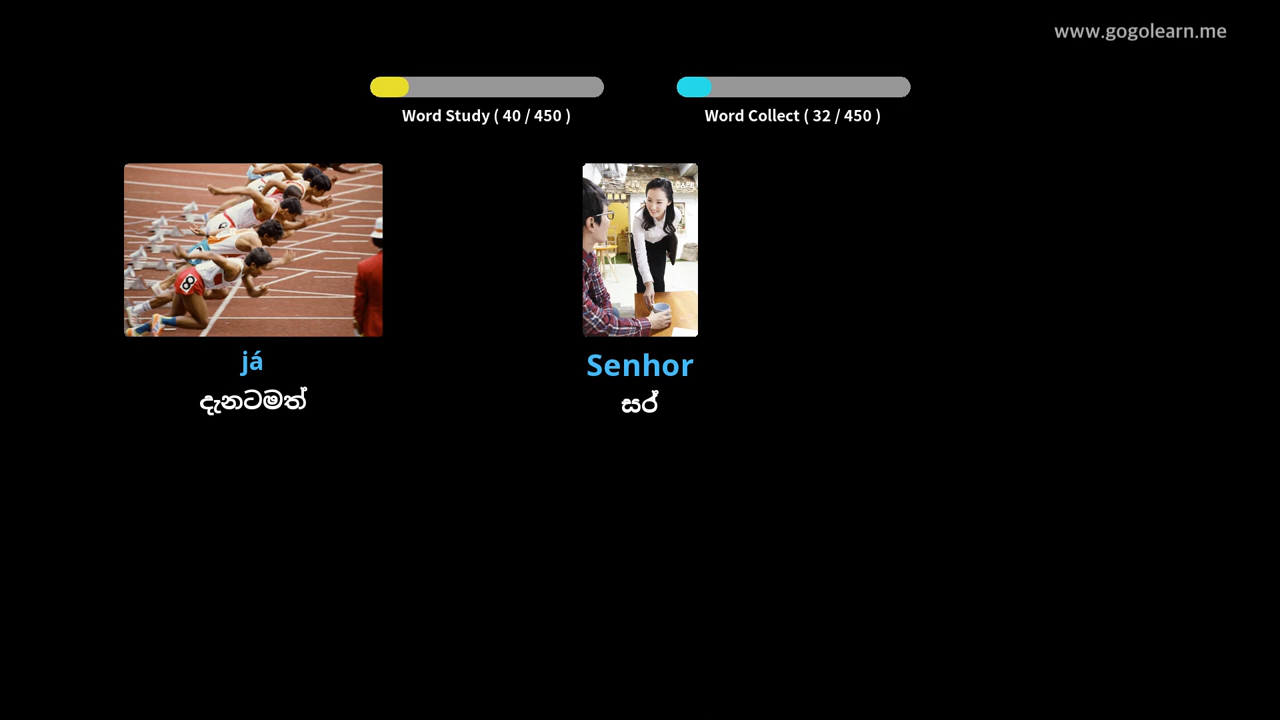 www.gogolearn.me
Word Study ( 40 / 450 )
Word Collect ( 32 / 450 )
já
දැනටමත්
Senhor
සර්